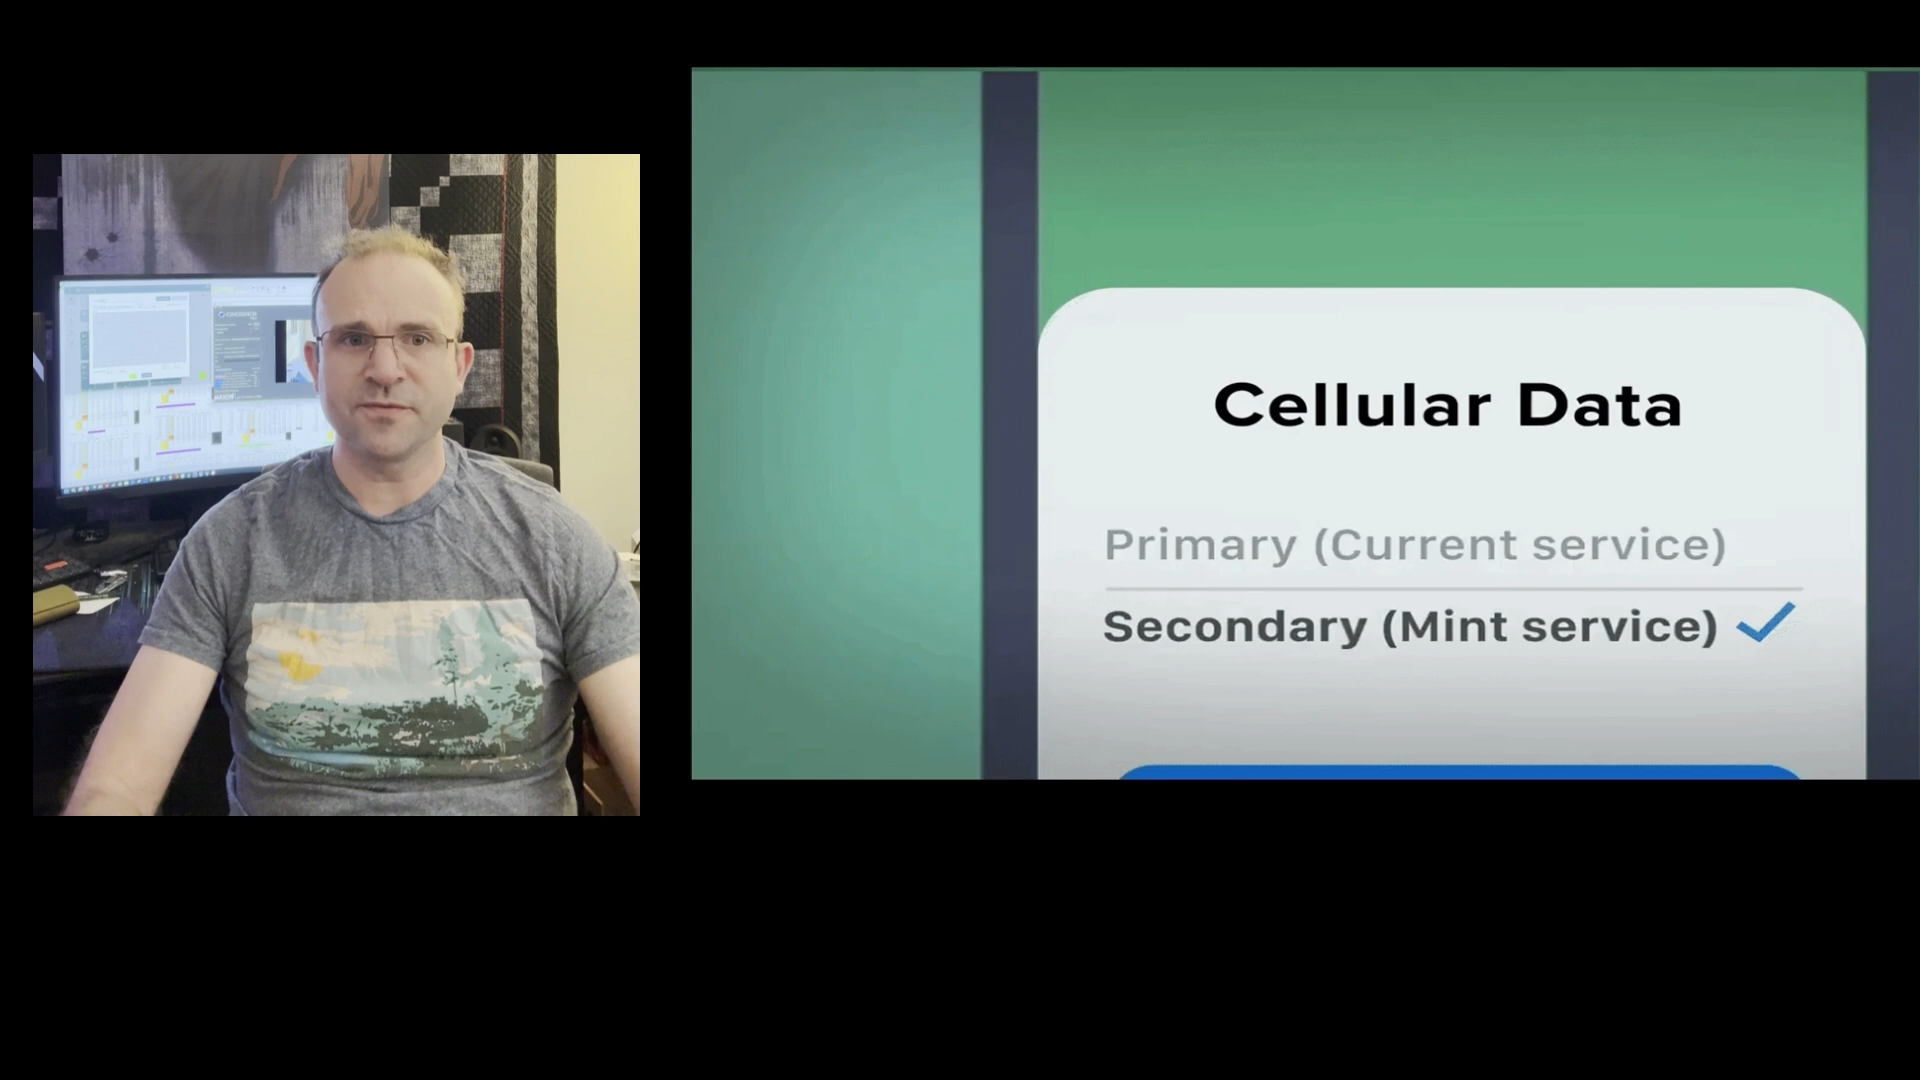 Cellular Data
Primary (Current service)
Secondary (Mint service)